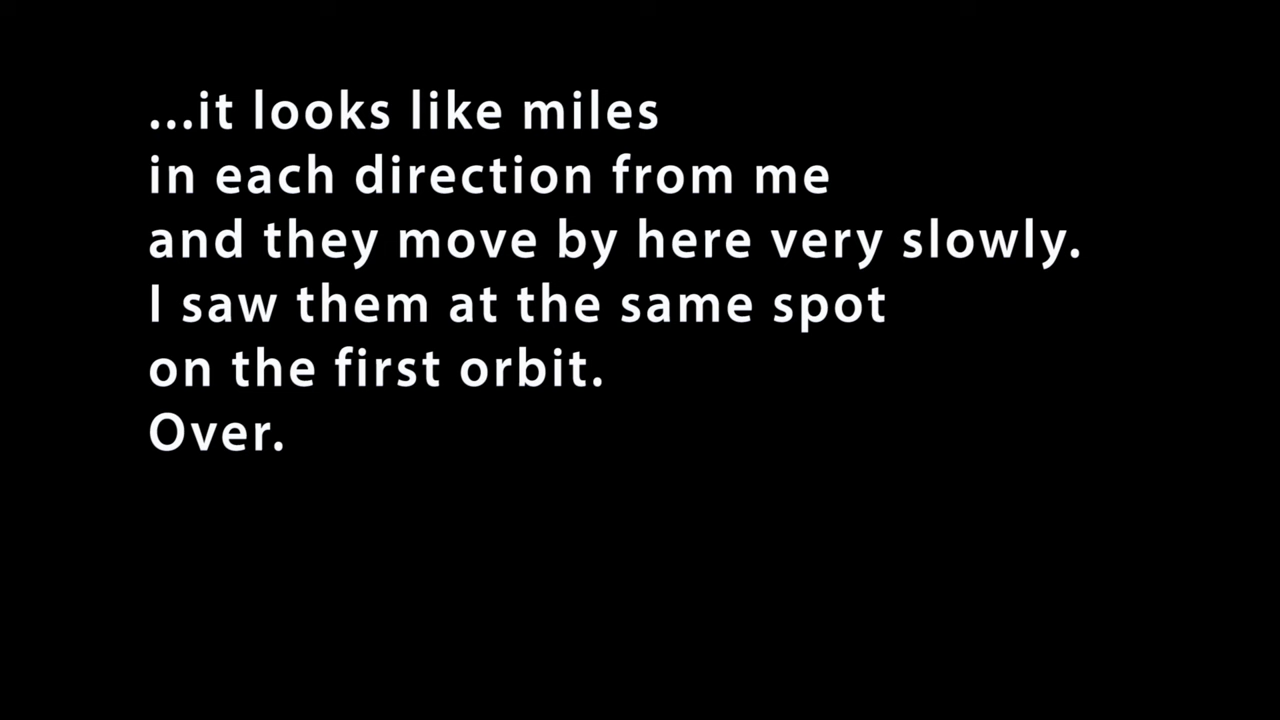 ...it looks like miles
in each direction from me
and they move by here very slowly.
I saw them at the same spot
on the first orbit.
Over.